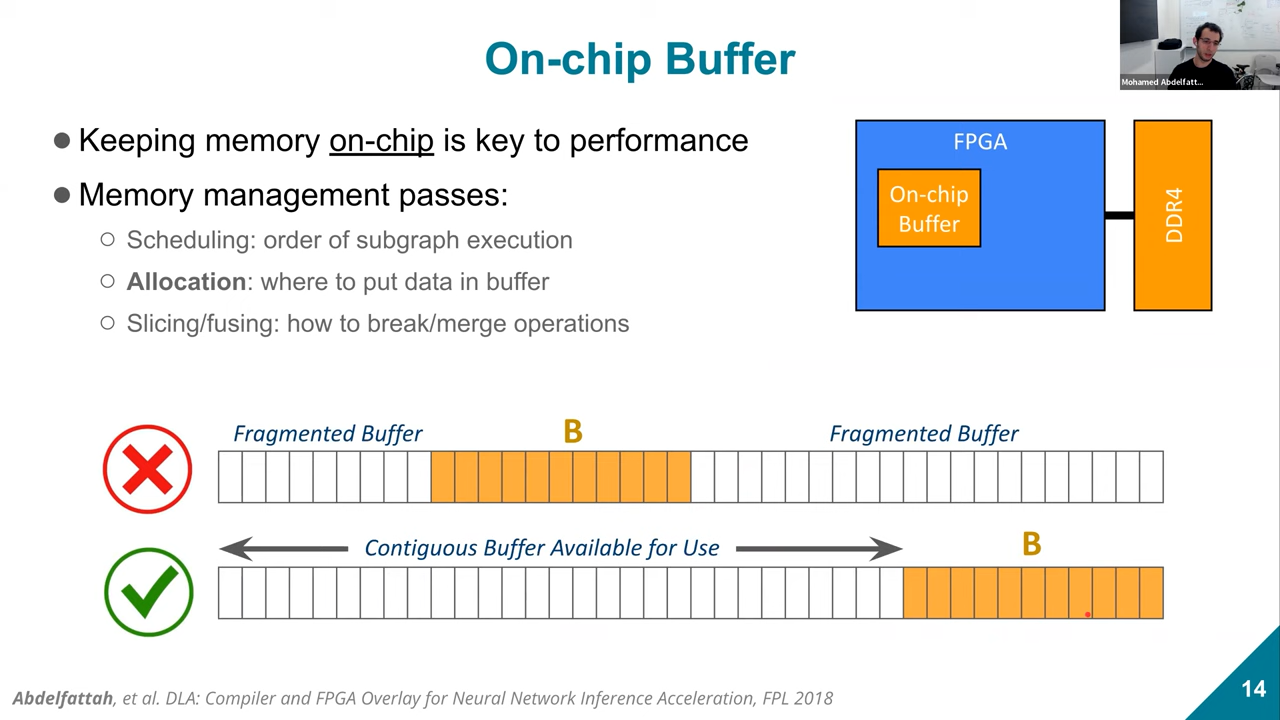 On-chip Buffer
Mohamed Abdelfatt...
● Keeping memory on-chip is key to performance
● Memory management passes:
○ Scheduling: order of subgraph execution
○ Allocation: where to put data in buffer
○ Slicing/fusing: how to break/merge operations
FPGA
On-chip
Buffer
DDR4
Fragmented Buffer
B
Fragmented Buffer
Contiguous Buffer Available for Use
B
Abdelfattah, et al. DLA: Compiler and FPGA Overlay for Neural Network Inference Acceleration, FPL 2018
14